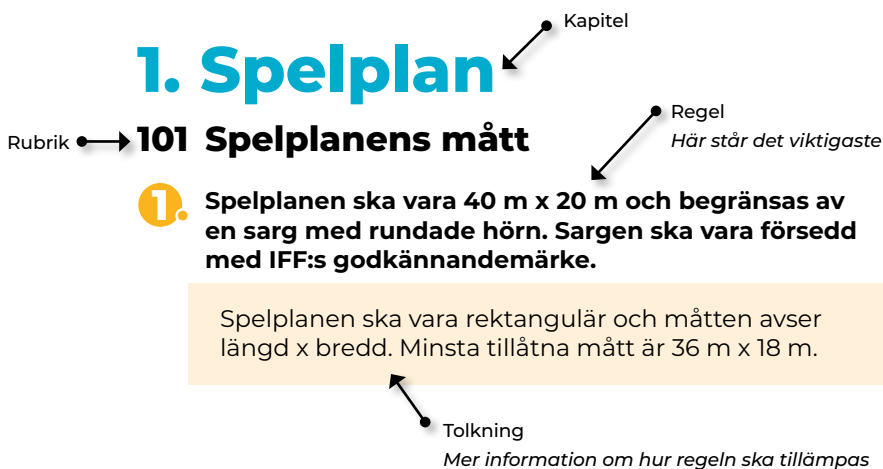 Kapitel
1. Spelplan
Rubrik
101 Spelplanens mått
Regel
Här står det viktigaste
1.
Spelplanen ska vara 40 m x 20 m och begränsas av
en sarg med rundade hörn. Sargen ska vara försedd
med IFF:s godkännandemärke.
Spelplanen ska vara rektangulär och måtten avser
längd x bredd. Minsta tillåtna mått är 36 m x 18 m.
Tolkning
Mer information om hur regeln ska tillämpas